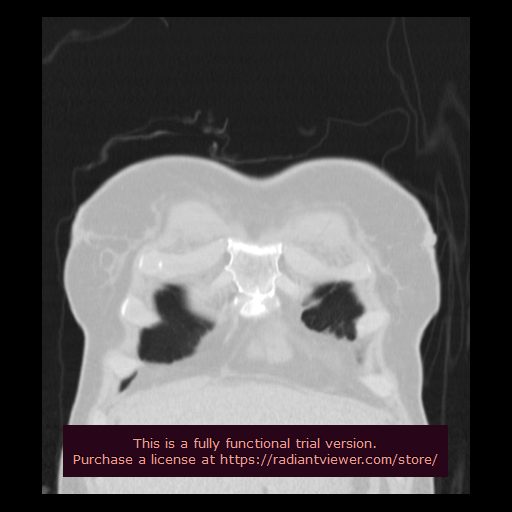 This is a fully functional trial version.
Purchase a license at https://radiantviewer.com/store/